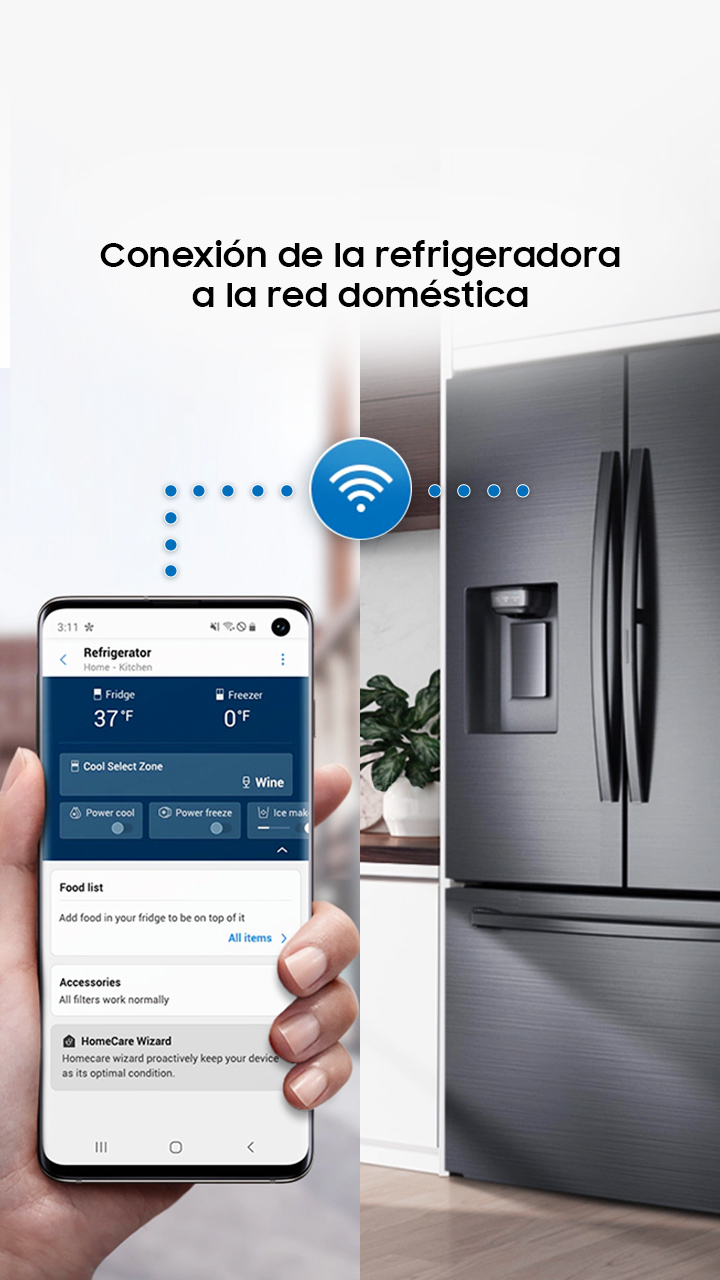 Conexión de la refrigeradora
a la red doméstica
3:11
Refrigerator
Home - Kitchen
Fridge
Freezer
37°F
0°F
Cool Select Zone
Wine
Power cool
Power freeze
Ice mak
Food list
Add food in your fridge to be on top of it
All items
Accessories
All filters work normally
HomeCare Wizard
Homecare wizard proactively keep your device
as its optimal condition.